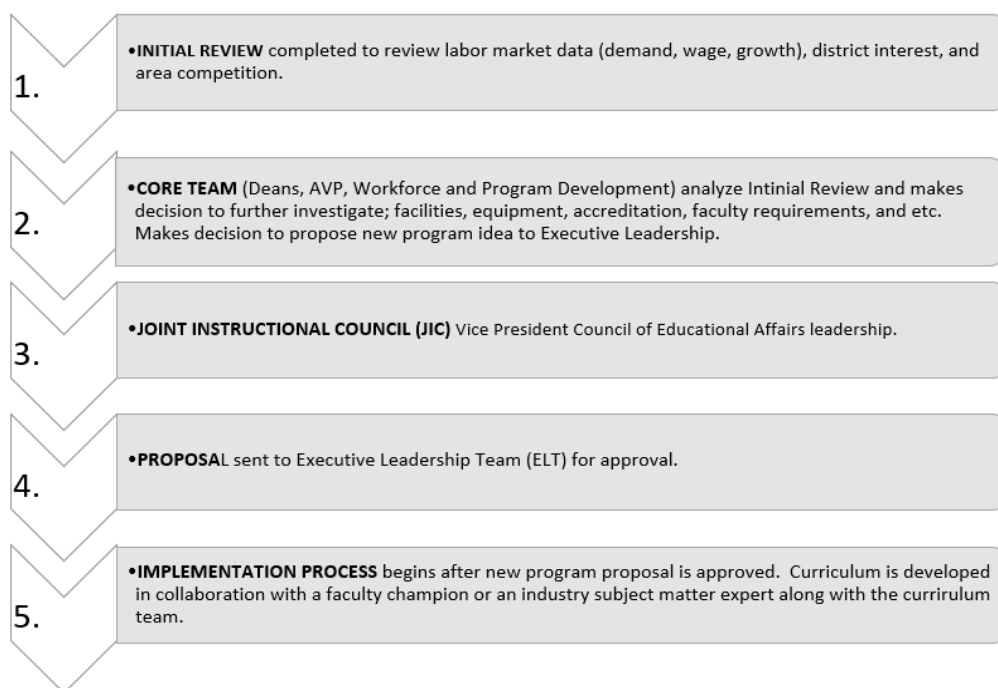 1.
•INITIAL REVIEW completed to review labor market data (demand, wage, growth), district interest, and
area competition.
2.
•CORE TEAM (Deans, AVP, Workforce and Program Development) analyze Intinial Review and makes
decision to further investigate; facilities, equipment, accreditation, faculty requirements, and etc.
Makes decision to propose new program idea to Executive Leadership.
3.
•JOINT INSTRUCTIONAL COUNCIL (JIC) Vice President Council of Educational Affairs leadership.
4.
•PROPOSAL sent to Executive Leadership Team (ELT) for approval.
5.
•IMPLEMENTATION PROCESS begins after new program proposal is approved.  Curriculum is developed
in collaboration with a faculty champion or an industry subject matter expert along with the currirulum
team.